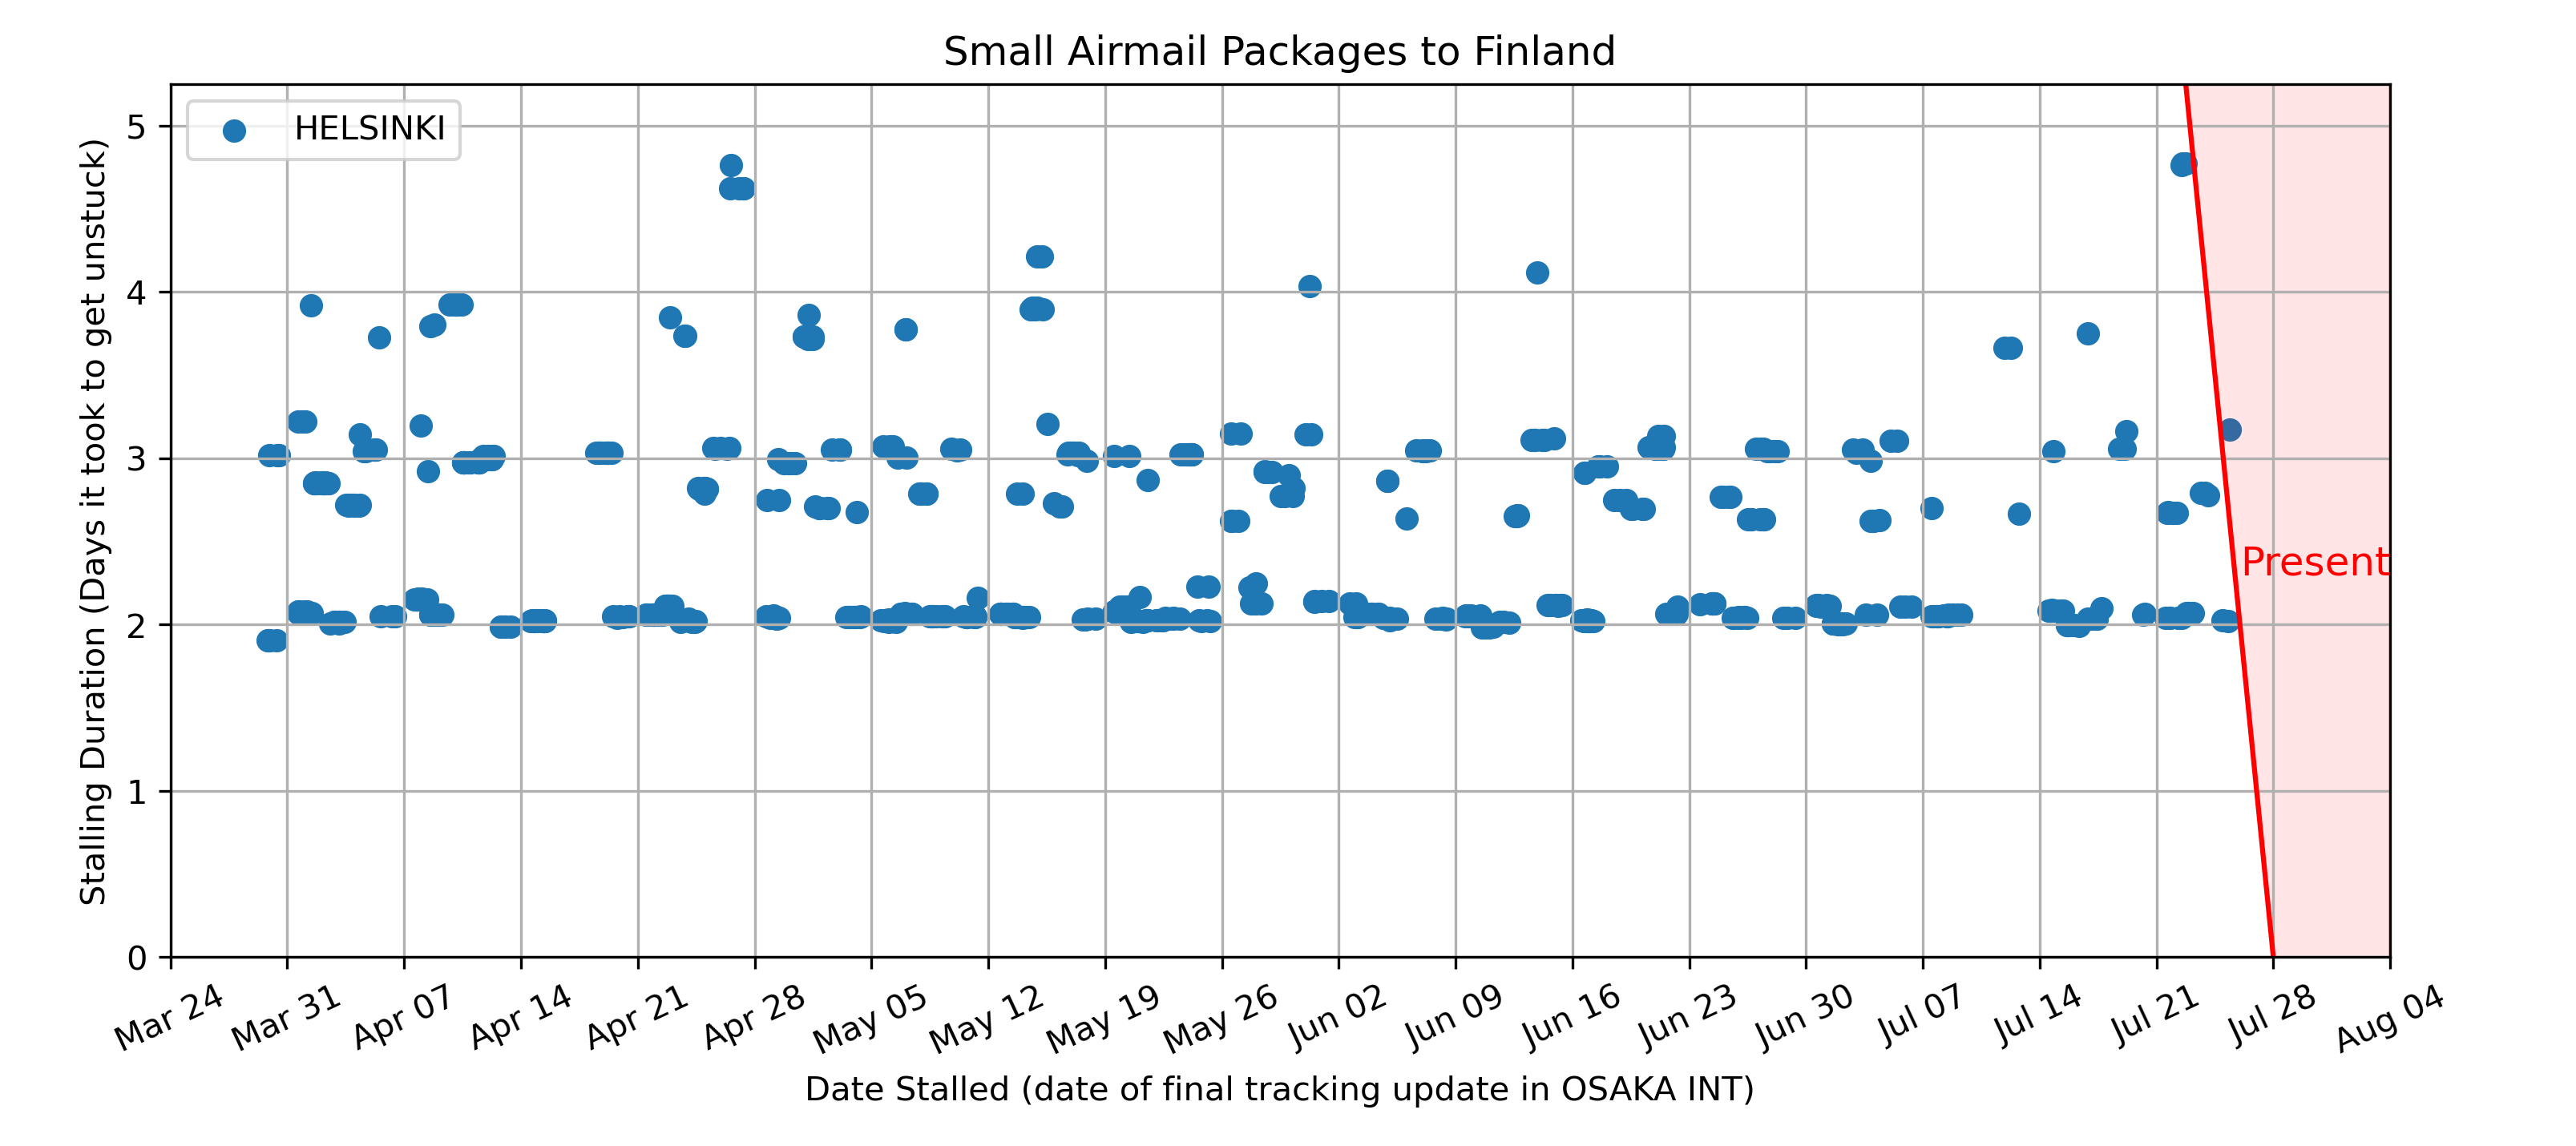 Small Airmail Packages to Finland
HELSINKI
Stalling Duration (Days it took to get unstuck)
5
4
3
2
1
0
Present
Mar 24
Mar 31
Apr 07
Apr 14
Apr 21
Apr 28
May 05
May 12
May 19
May 26
Jun 02
Jun 09
Jun 16
Jun 23
Jun 30
Jul 07
Jul 14
Jul 21
Jul 28
Aug 04
Date Stalled (date of final tracking update in OSAKA INT)